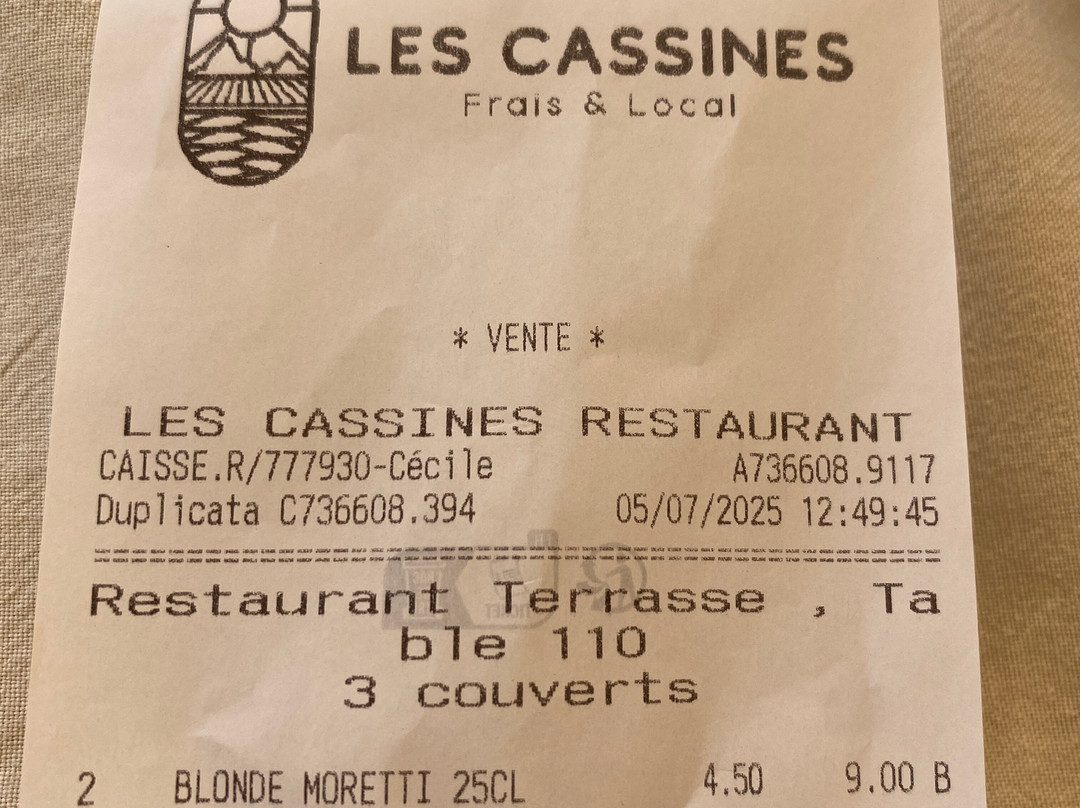 LES CASSINES
Frais & Local
* VENTE *
LES CASSINES RESTAURANT
CAISSE.R/777930-Cécile A736608.9117
Duplicata C736608.394 05/07/2025 12:49:45
Restaurant Terrasse , Ta
ble 110
3 couverts
2 BLONDE MORETTI 25CL 4.50 9.00 B